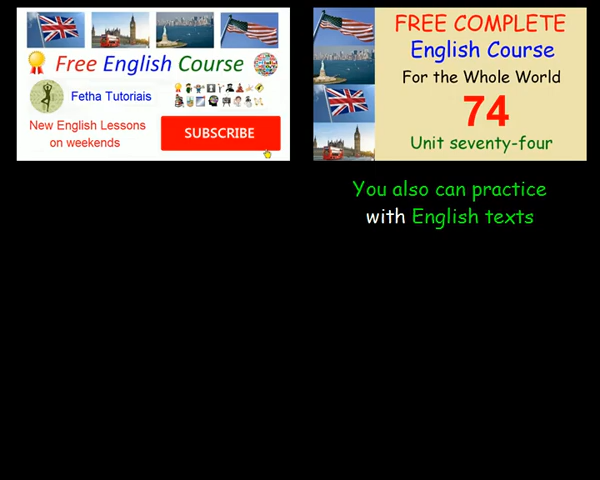 Free English Course
Fetha Tutorials
New English Lessons
on weekends
SUBSCRIBE
FREE COMPLETE
English Course
For the Whole World
74
Unit seventy-four
You also can practice
with English texts